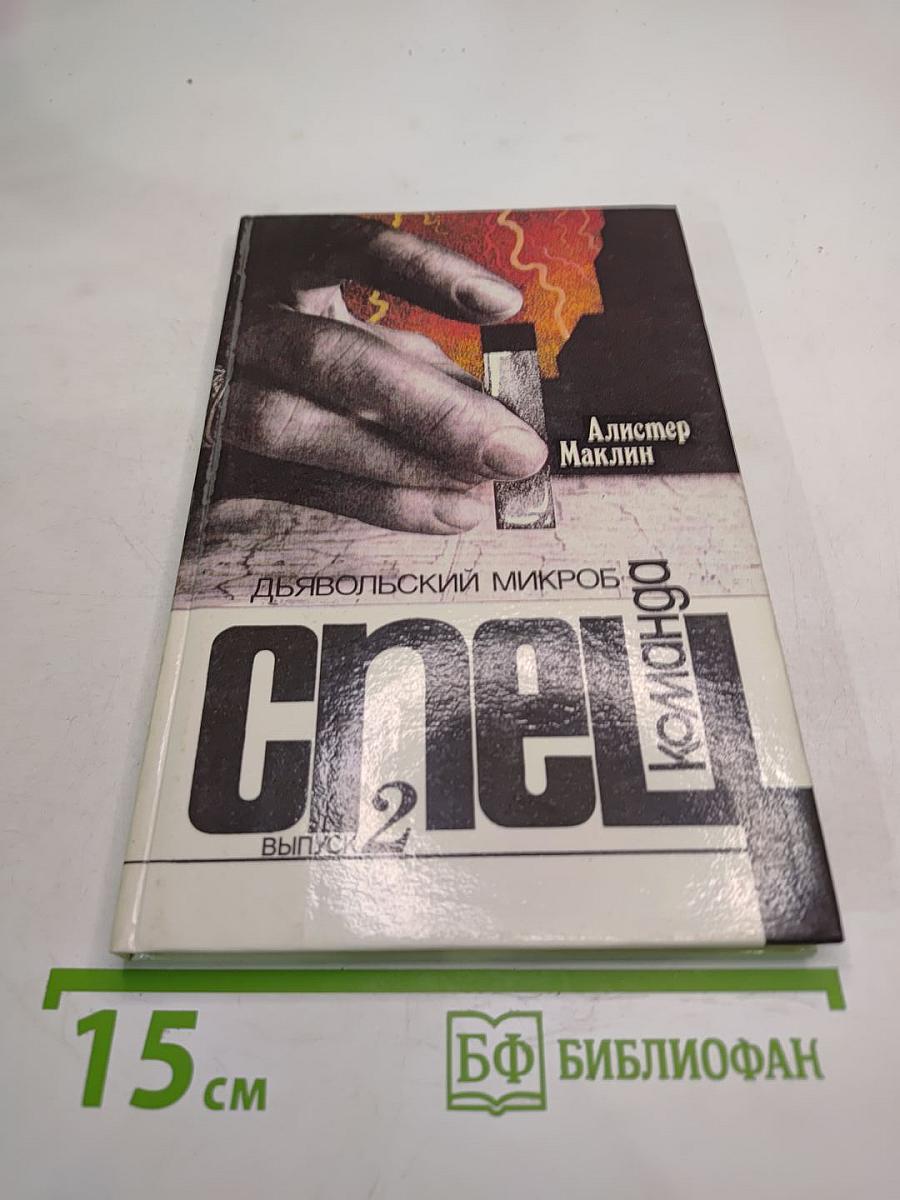 Алистер
Маклин
ДЬЯВОЛЬСКИЙ МИКРОБ
спец
команда
ВЫПУСК 2
15 см
БФ БИБЛИОФАН